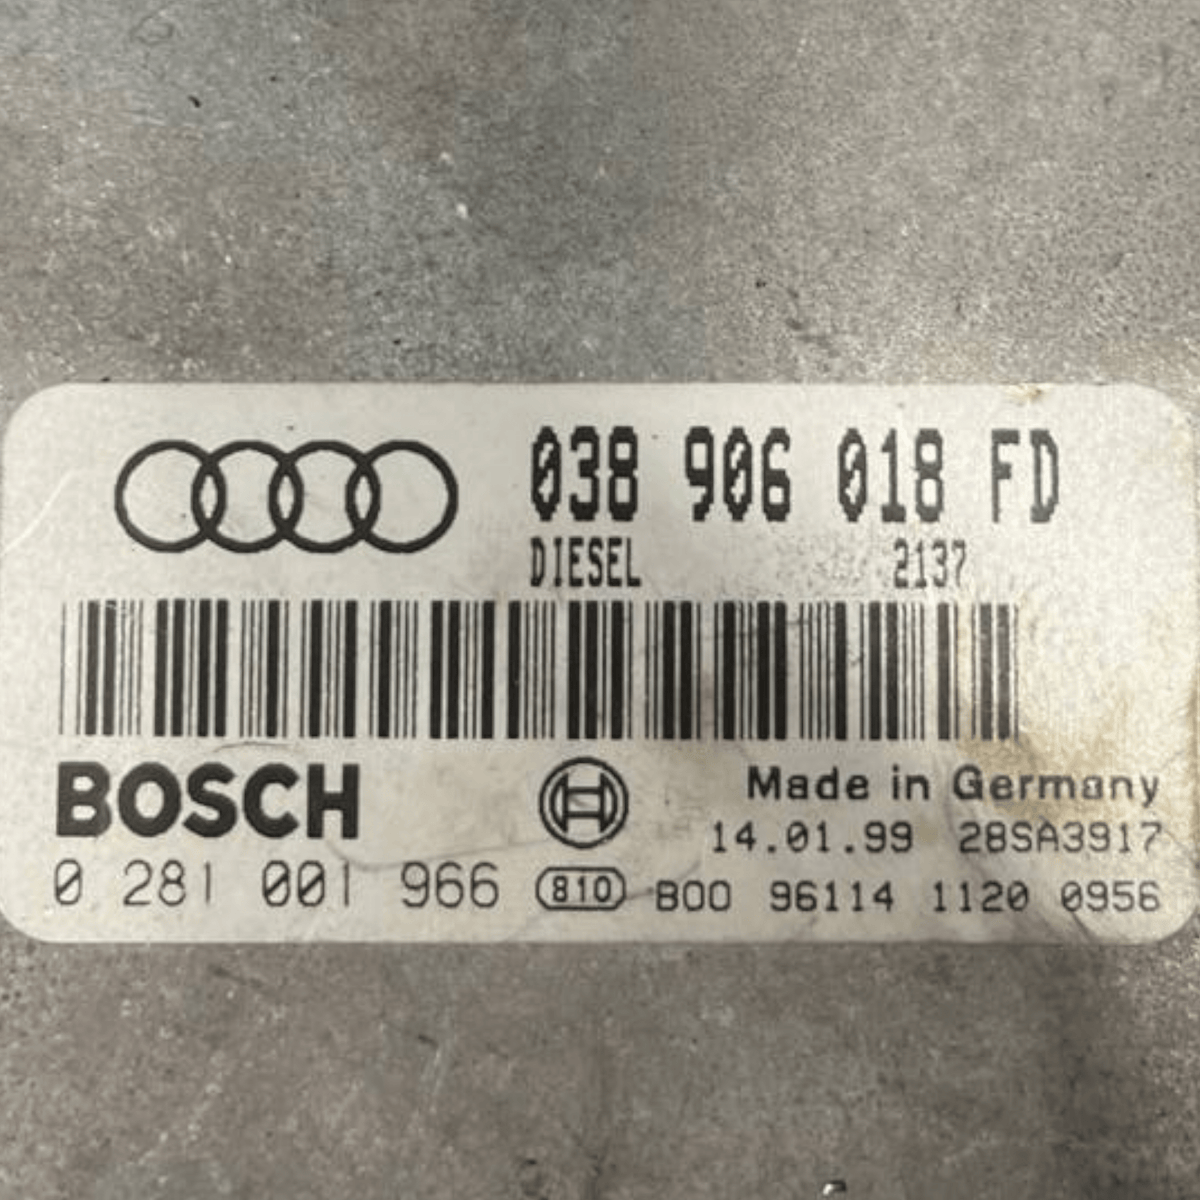 038 906 018 FD
DIESEL 2137
BOSCH
Made in Germany
14.01.99 28SA3917
0 281 001 966 810 B00 96114 1120 0956